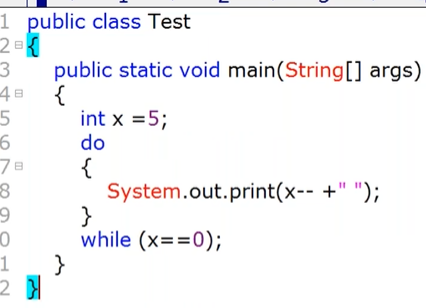 1 public class Test
2 {
3 public static void main(String[] args)
4 {
5 int x =5;
6 do
7 {
8 System.out.print(x-- +" ");
9 }
0 while (x==0);
1 }
2 }